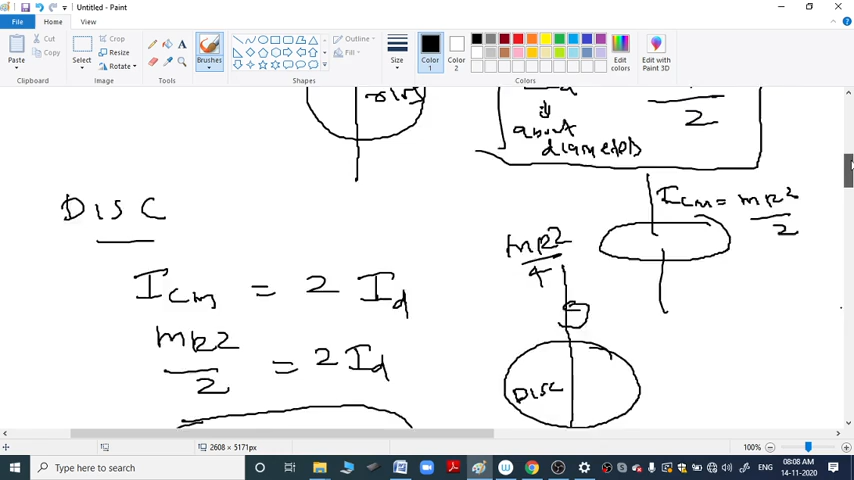 Untitled - Paint
File Home View
Cut
Copy
Paste
Clipboard
Crop
Resize
Rotate
Select
Image
A
Tools
Brushes
Outline
Fill
Shapes
Size
Color 1
Color 2
Colors
Edit colors
Edit with Paint 3D
2
about
diameter
DISC
ICM = mR2
2
mR2
4
Icm = 2 Id
mR2 = 2 Id
2
DISC
2608 × 5171px
100%
Type here to search
ENG
08:08 AM
14-11-2020